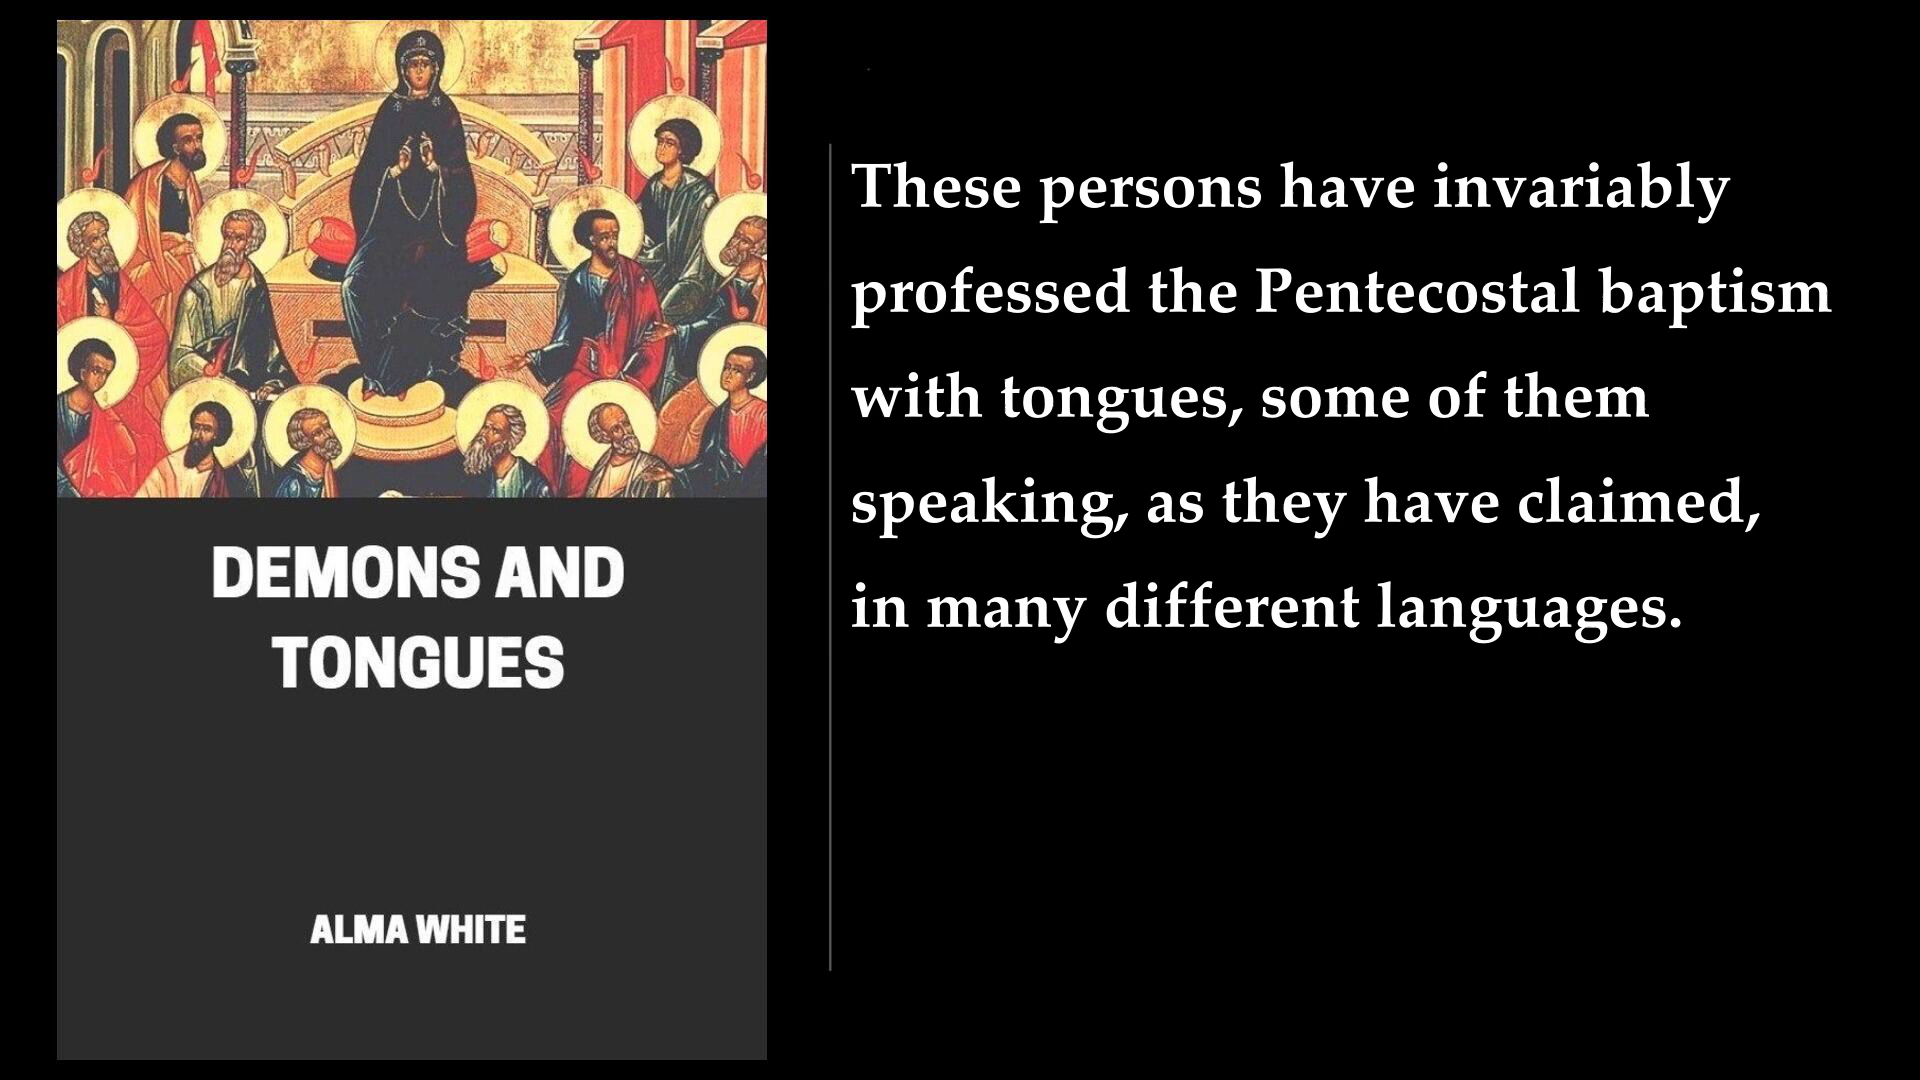 DEMONS AND
TONGUES
ALMA WHITE
These persons have invariably
professed the Pentecostal baptism
with tongues, some of them
speaking, as they have claimed,
in many different languages.